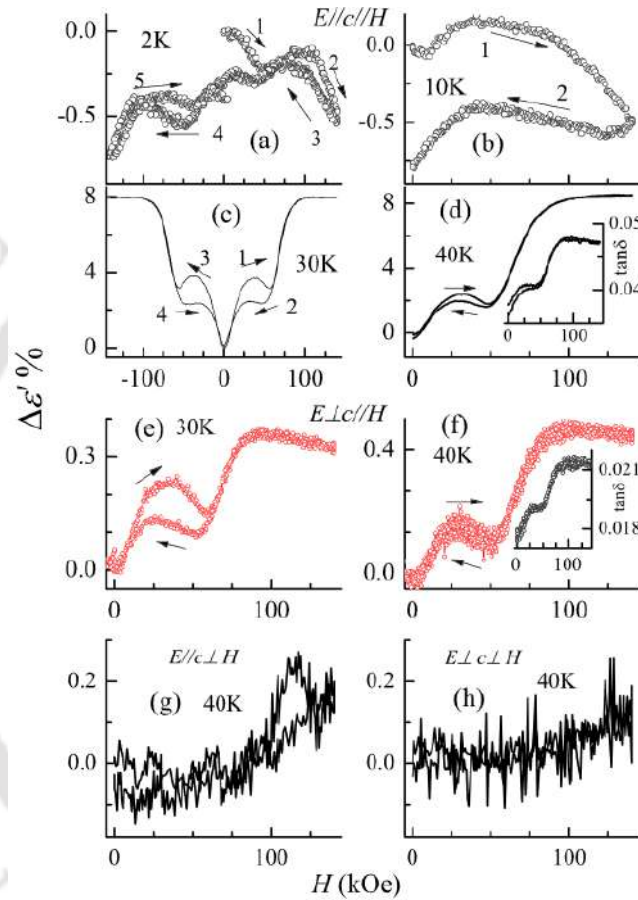 E//c//H
0.0
-0.5
2K
1
2
3
4
5
(a)
0.0
-0.5
10K
1
2
(b)
8
4
0
(c)
30K
1
2
3
4
-100
0
100
8
4
0
(d)
40K
0.05
0.04
tanδ
0
100
0
100
Δε' %
E⊥c//H
0.3
0.0
(e)
30K
0
100
0.4
0.0
(f)
40K
0.021
0.018
tanδ
0
100
0
100
E//c⊥H
0.2
0.0
(g)
40K
0
100
E⊥c⊥H
0.2
0.0
(h)
40K
0
100
H (kOe)